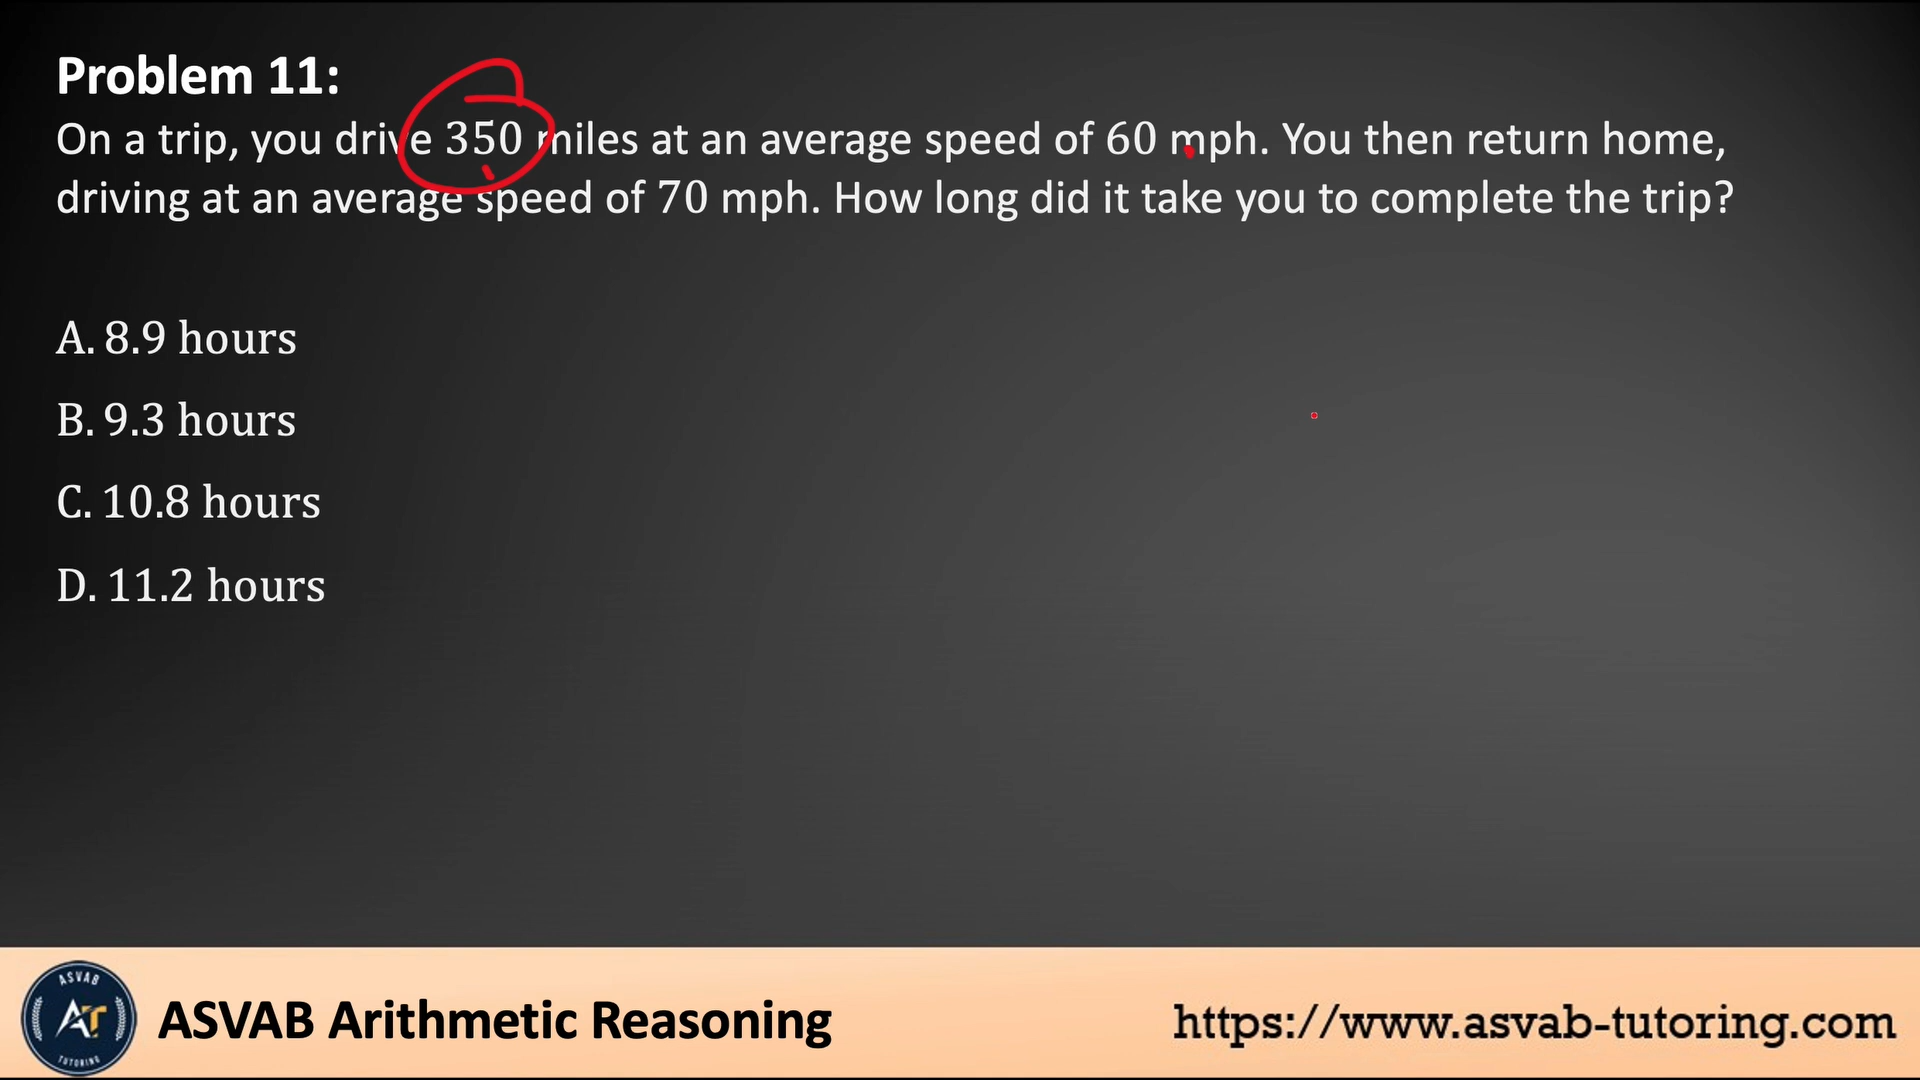 Problem 11:
On a trip, you drive 350 miles at an average speed of 60 mph. You then return home,
driving at an average speed of 70 mph. How long did it take you to complete the trip?
A. 8.9 hours
B. 9.3 hours
C. 10.8 hours
D. 11.2 hours
ASVAB
AT
TUTORING
ASVAB Arithmetic Reasoning
https://www.asvab-tutoring.com